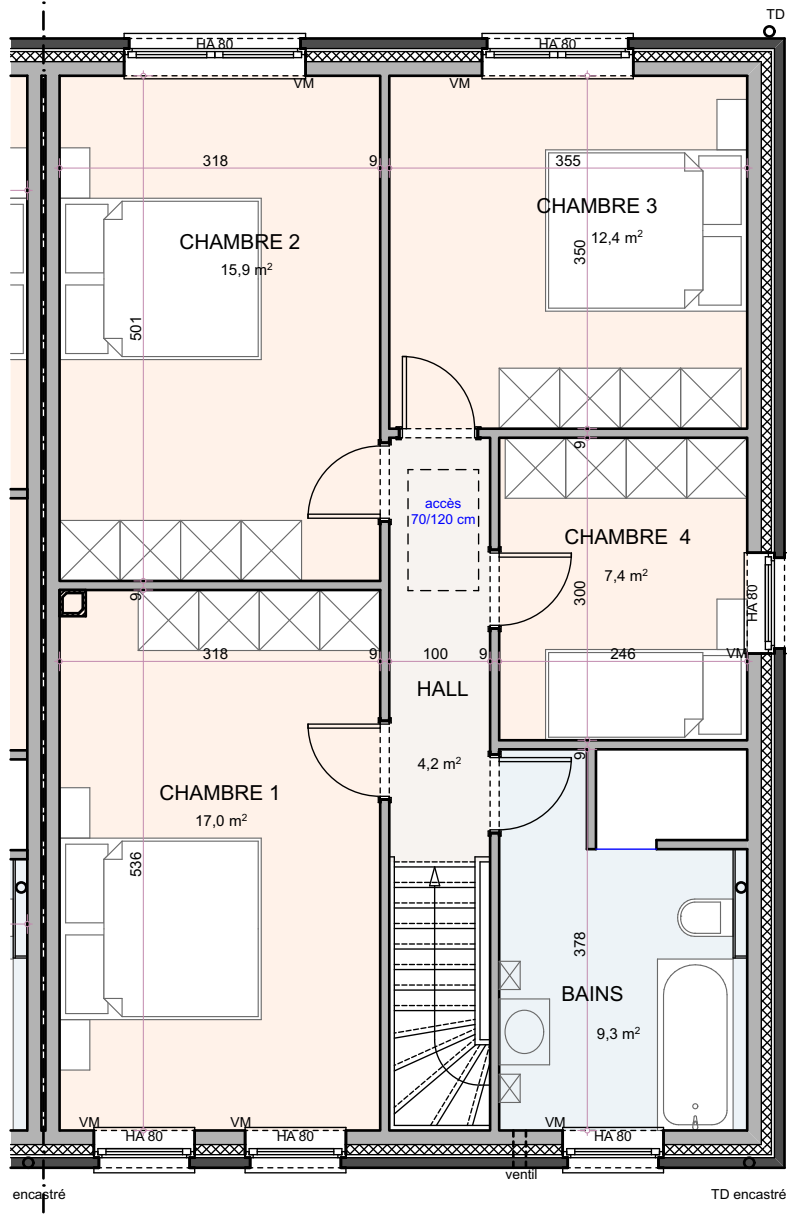 TD
HA 80
HA 80
VM
VM
318
9
355
CHAMBRE 3
12,4 m²
350
CHAMBRE 2
15,9 m²
501
9
accès
70/120 cm
CHAMBRE 4
7,4 m²
300
HA 80
9
318
9
100
9
246
VM
HALL
4,2 m²
9
CHAMBRE 1
17,0 m²
536
378
BAINS
9,3 m²
VM
VM
VM
HA 80
HA 80
HA 80
ventil
encastré
TD encastré